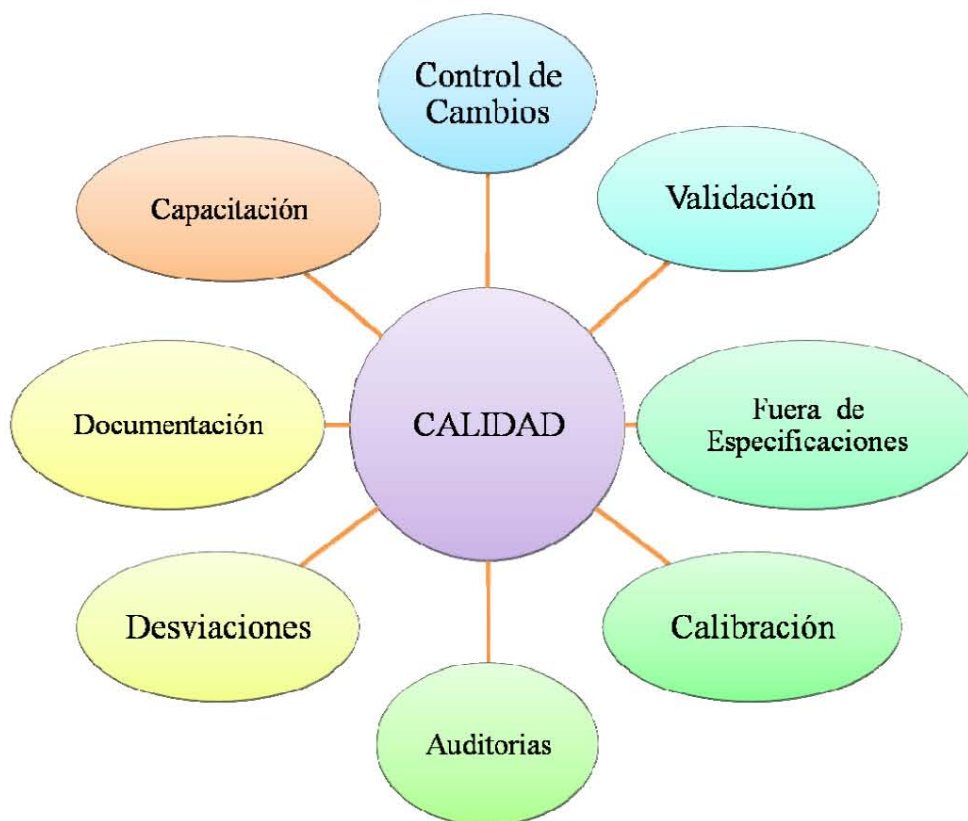 Control de
Cambios
Validación
Fuera de
Especificaciones
Calibración
Auditorias
Desviaciones
Documentación
Capacitación
CALIDAD